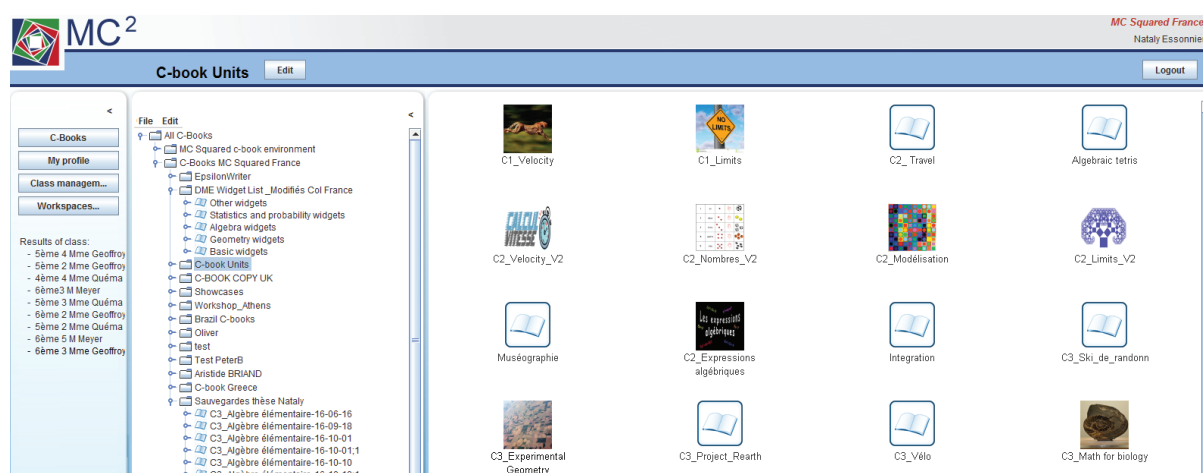 MC2
MC Squared France
Nataly Essonnier
C-book Units
Edit
Logout
<
C-Books
My profile
Class managem...
Workspaces...
Results of class:
- 5ème 4 Mme Geoffroy
- 5ème 2 Mme Geoffroy
- 4ème 4 Mme Quéma
- 6ème3 M Meyer
- 5ème 3 Mme Quéma
- 6ème 2 Mme Geoffroy
- 5ème 2 Mme Quéma
- 6ème 5 M Meyer
- 6ème 3 Mme Geoffroy
<
File Edit
All C-Books
MC Squared c-book environment
C-Books MC Squared France
EpsilonWriter
DME Widget List _Modifiés Col France
Other widgets
Statistics and probability widgets
Algebra widgets
Geometry widgets
Basic widgets
C-book Units
C-BOOK COPY UK
Showcases
Workshop_Athens
Brazil C-books
Oliver
test
Test PeterB
Aristide BRIAND
C-book Greece
Sauvegardes thèse Nataly
C3_Algèbre élémentaire-16-06-16
C3_Algèbre élémentaire-16-09-18
C3_Algèbre élémentaire-16-10-01
C3_Algèbre élémentaire-16-10-01;1
C3_Algèbre élémentaire-16-10-10
C1_Velocity
NO
LIMITS
C1_Limits
C2_ Travel
Algebraic tetris
C2_Velocity_V2
C2_Nombres_V2
C2_Modélisation
C2_Limits_V2
Muséographie
Les expressions
algébriques
C2_Expressions
algébriques
Integration
C3_Ski_de_randonn
C3_Experimental
Geometry
C3_Project_Rearth
C3_Vélo
C3_Math for biology